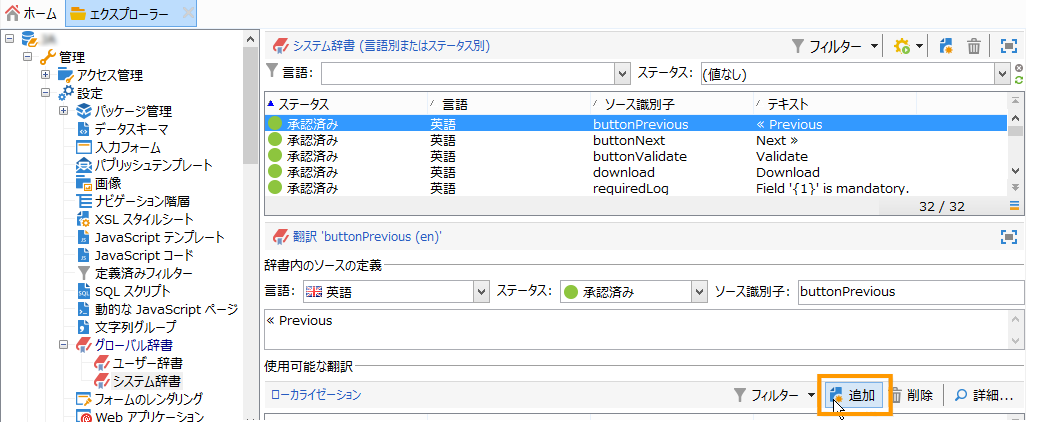 ホーム エクスプローラー
管理
アクセス管理
設定
パッケージ管理
データスキーマ
入力フォーム
パブリッシュテンプレート
画像
ナビゲーション階層
XSL スタイルシート
JavaScript テンプレート
JavaScript コード
定義済みフィルター
SQL スクリプト
動的な JavaScript ページ
文字列グループ
グローバル辞書
ユーザー辞書
システム辞書
フォームのレンダリング
Web アプリケーション
システム辞書 (言語別またはステータス別) フィルター
言語: ステータス: (値なし)
ステータス 言語 ソース識別子 テキスト
承認済み 英語 buttonPrevious « Previous
承認済み 英語 buttonNext Next »
承認済み 英語 buttonValidate Validate
承認済み 英語 download Download
承認済み 英語 requiredLog Field '{1}' is mandatory.
32 / 32
翻訳 'buttonPrevious (en)'
辞書内のソースの定義
言語: 英語 ステータス: 承認済み ソース識別子: buttonPrevious
« Previous
使用可能な翻訳
ローカライゼーション フィルター 追加 削除 詳細...